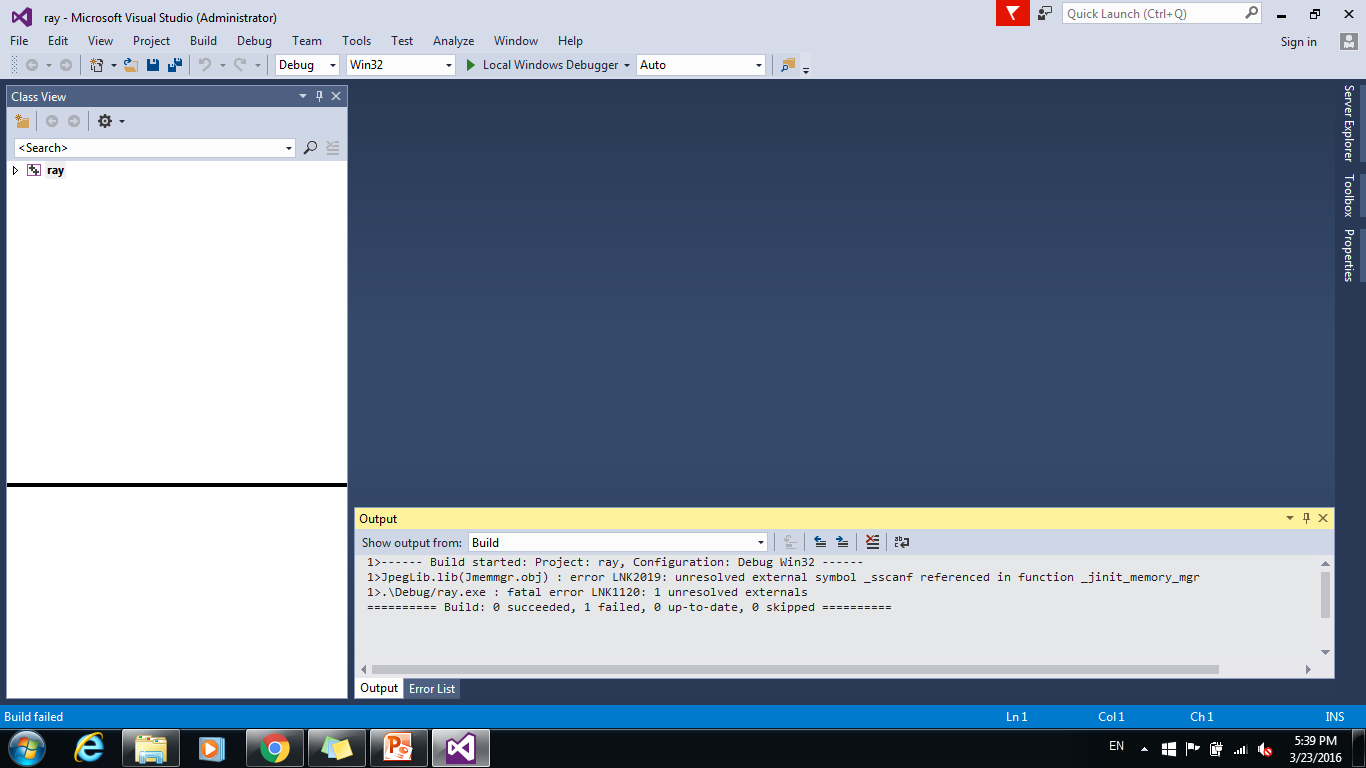 ray - Microsoft Visual Studio (Administrator)
Quick Launch (Ctrl+Q)
File Edit View Project Build Debug Team Tools Test Analyze Window Help
Sign in
Debug Win32 Local Windows Debugger Auto
Class View
<Search>
ray
Server Explorer
Toolbox
Properties
Output
Show output from: Build
1>------ Build started: Project: ray, Configuration: Debug Win32 ------
1>JpegLib.lib(Jmemmgr.obj) : error LNK2019: unresolved external symbol _sscanf referenced in function _jinit_memory_mgr
1>.\Debug/ray.exe : fatal error LNK1120: 1 unresolved externals
========== Build: 0 succeeded, 1 failed, 0 up-to-date, 0 skipped ==========
Output Error List
Build failed Ln 1 Col 1 Ch 1 INS
EN
5:39 PM
3/23/2016